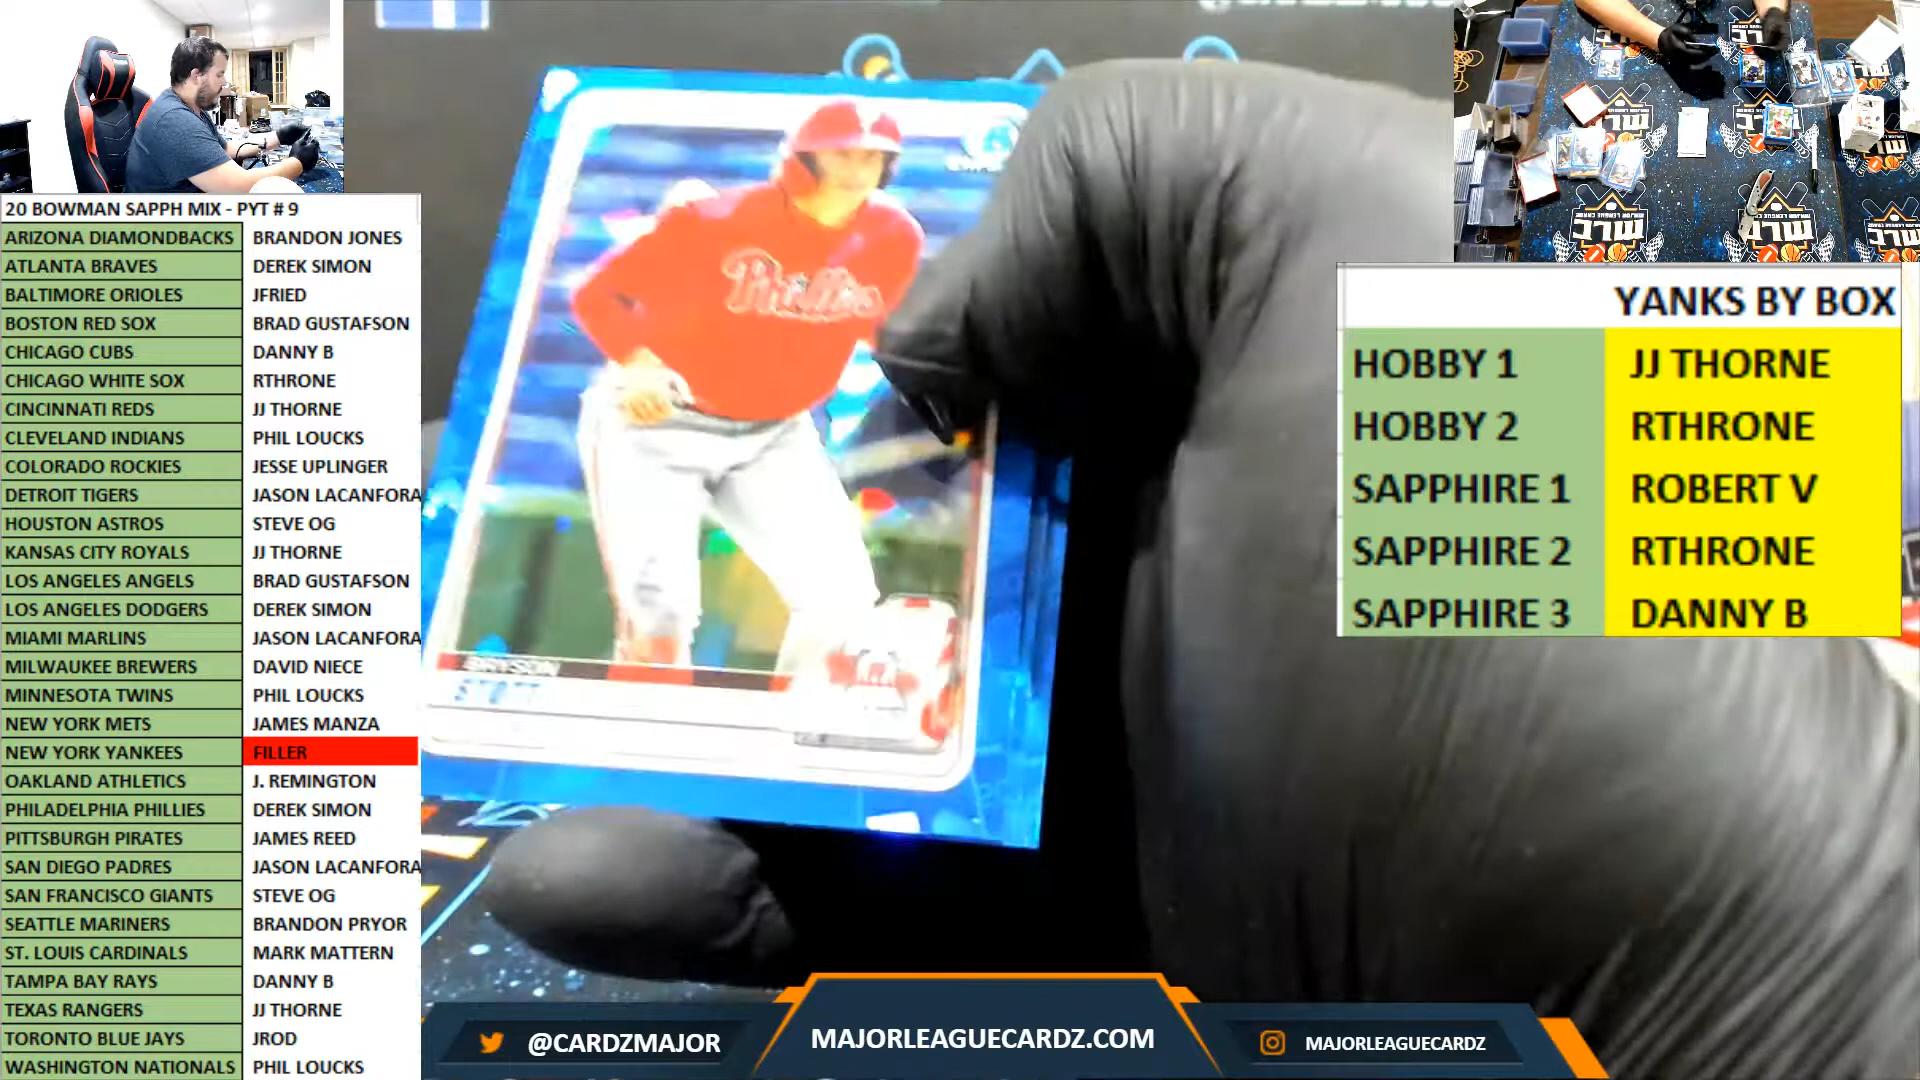 20 BOWMAN SAPPH MIX - PYT # 9
ARIZONA DIAMONDBACKS BRANDON JONES
ATLANTA BRAVES DEREK SIMON
BALTIMORE ORIOLES JFRIED
BOSTON RED SOX BRAD GUSTAFSON
CHICAGO CUBS DANNY B
CHICAGO WHITE SOX RTHRONE
CINCINNATI REDS JJ THORNE
CLEVELAND INDIANS PHIL LOUCKS
COLORADO ROCKIES JESSE UPLINGER
DETROIT TIGERS JASON LACANFORA
HOUSTON ASTROS STEVE OG
KANSAS CITY ROYALS JJ THORNE
LOS ANGELES ANGELS BRAD GUSTAFSON
LOS ANGELES DODGERS DEREK SIMON
MIAMI MARLINS JASON LACANFORA
MILWAUKEE BREWERS DAVID NIECE
MINNESOTA TWINS PHIL LOUCKS
NEW YORK METS JAMES MANZA
NEW YORK YANKEES FILLER
OAKLAND ATHLETICS J. REMINGTON
PHILADELPHIA PHILLIES DEREK SIMON
PITTSBURGH PIRATES JAMES REED
SAN DIEGO PADRES JASON LACANFORA
SAN FRANCISCO GIANTS STEVE OG
SEATTLE MARINERS BRANDON PRYOR
ST. LOUIS CARDINALS MARK MATTERN
TAMPA BAY RAYS DANNY B
TEXAS RANGERS JJ THORNE
TORONTO BLUE JAYS JROD
WASHINGTON NATIONALS PHIL LOUCKS
Phillies
BRYSON
STOTT
YANKS BY BOX
HOBBY 1 JJ THORNE
HOBBY 2 RTHRONE
SAPPHIRE 1 ROBERT V
SAPPHIRE 2 RTHRONE
SAPPHIRE 3 DANNY B
@CARDZMAJOR
MAJORLEAGUECARDZ.COM
MAJORLEAGUECARDZ